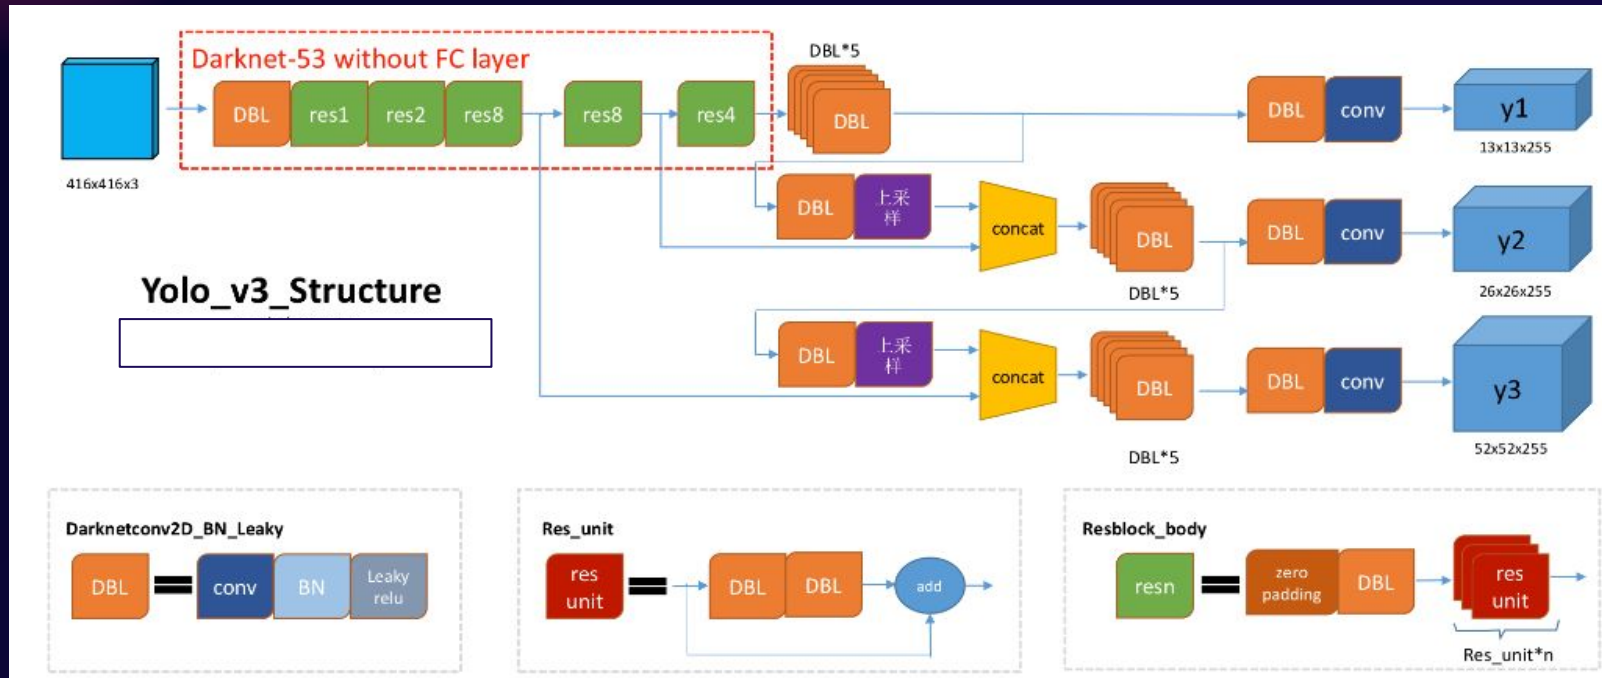 Darknet-53 without FC layer
DBL
res1
res2
res8
res8
res4
DBL*5
DBL
DBL
conv
y1
13x13x255
416x416x3
DBL
上采
样
concat
DBL
DBL*5
DBL
conv
y2
26x26x255
Yolo_v3_Structure
DBL
上采
样
concat
DBL
DBL*5
DBL
conv
y3
52x52x255
Darknetconv2D_BN_Leaky
DBL
conv
BN
Leaky
relu
Res_unit
res
unit
DBL
DBL
add
Resblock_body
resn
zero
padding
DBL
res
unit
Res_unit*n